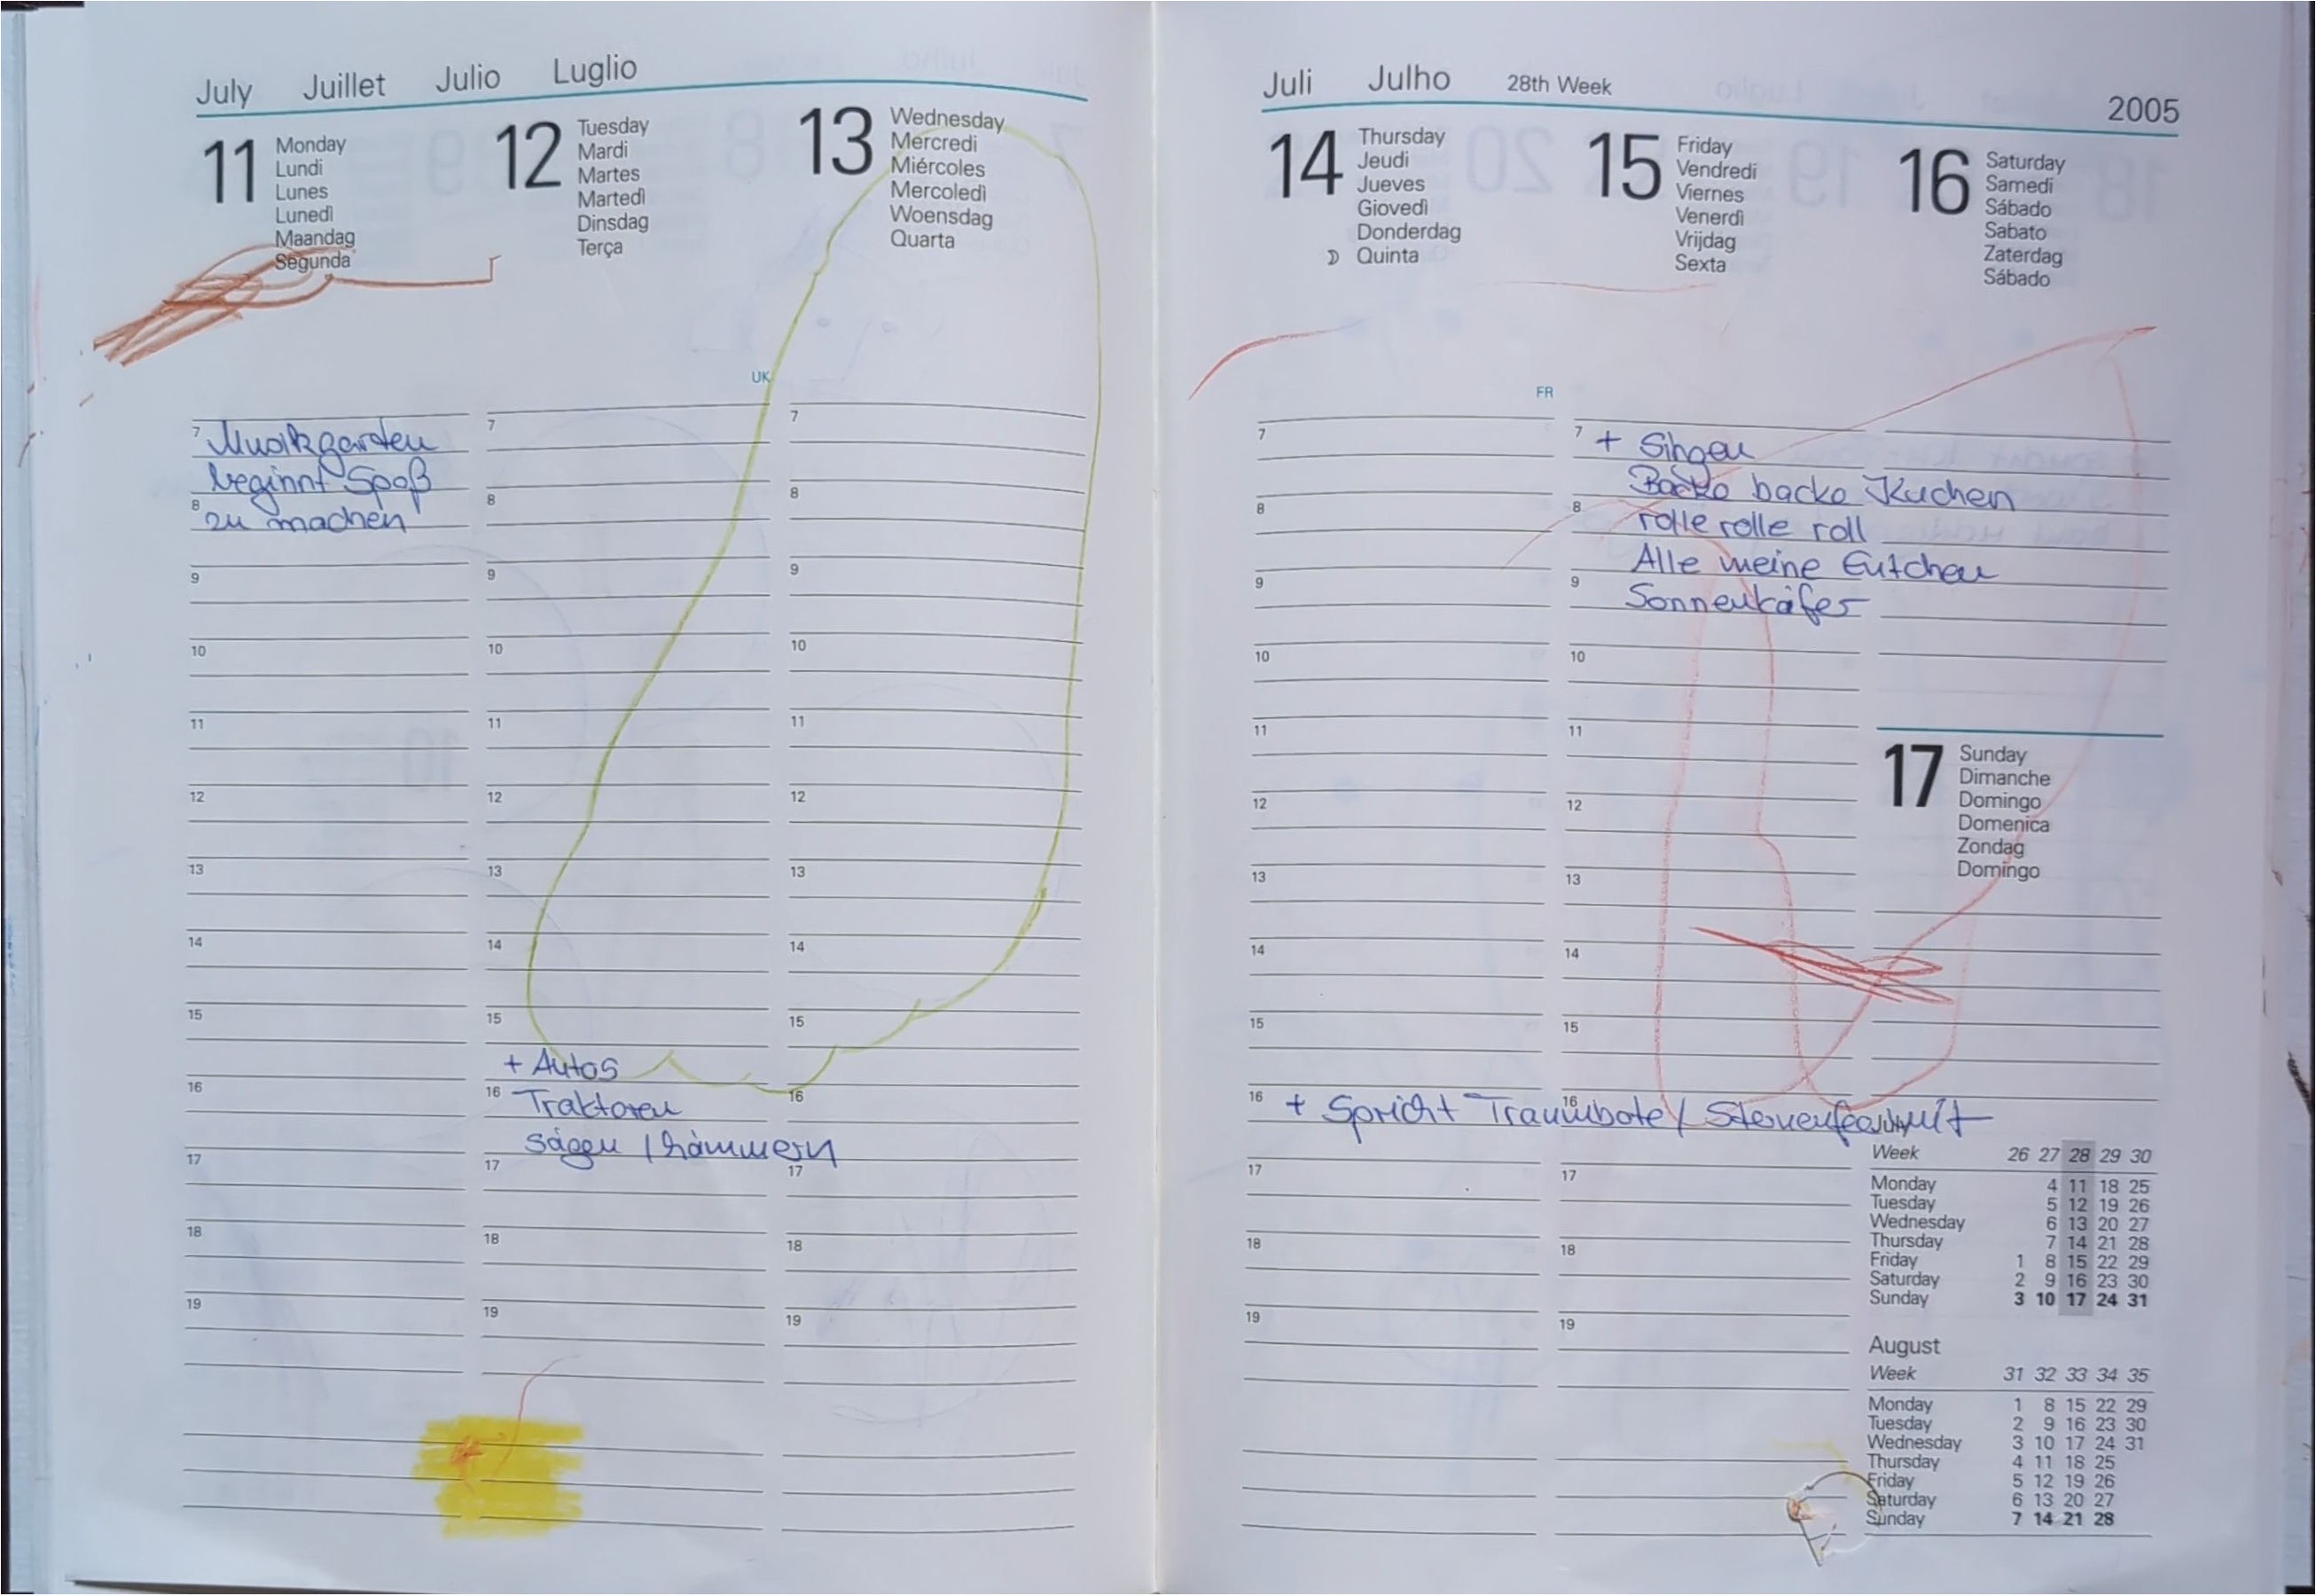 July Juillet Julio Luglio
11 Monday
Lundi
Lunes
Lunedì
Maandag
Segunda
12 Tuesday
Mardi
Martes
Martedì
Dinsdag
Terça
13 Wednesday
Mercredi
Miércoles
Mercoledì
Woensdag
Quarta
UK
7 Musikgarten
beginnt Spaß
8 zu machen
9
10
11
12
13
14
15
16
17
18
19
7
8
9
10
11
12
13
14
15
+ Autos
16 Traktoren
sägen / hämmern
17
18
19
7
8
9
10
11
12
13
14
15
16
17
18
19
Juli Julho 28th Week 2005
14 Thursday
Jeudi
Jueves
Giovedì
Donderdag
Quinta
15 Friday
Vendredi
Viernes
Venerdì
Vrijdag
Sexta
16 Saturday
Samedi
Sábado
Sabato
Zaterdag
Sábado
FR
7
8
9
10
11
12
13
14
15
16 + Spricht Traumbote /
17
18
19
7 + Singen
Backe backe Kuchen
8 rolle rolle roll
Alle meine Entchen
9 Sonnenkäfer
10
11
12
13
14
15
16
17
18
19
17 Sunday
Dimanche
Domingo
Domenica
Zondag
Domingo
July
Week 26 27 28 29 30
Monday 4 11 18 25
Tuesday 5 12 19 26
Wednesday 6 13 20 27
Thursday 7 14 21 28
Friday 1 8 15 22 29
Saturday 2 9 16 23 30
Sunday 3 10 17 24 31
August
Week 31 32 33 34 35
Monday 1 8 15 22 29
Tuesday 2 9 16 23 30
Wednesday 3 10 17 24 31
Thursday 4 11 18 25
Friday 5 12 19 26
Saturday 6 13 20 27
Sunday 7 14 21 28